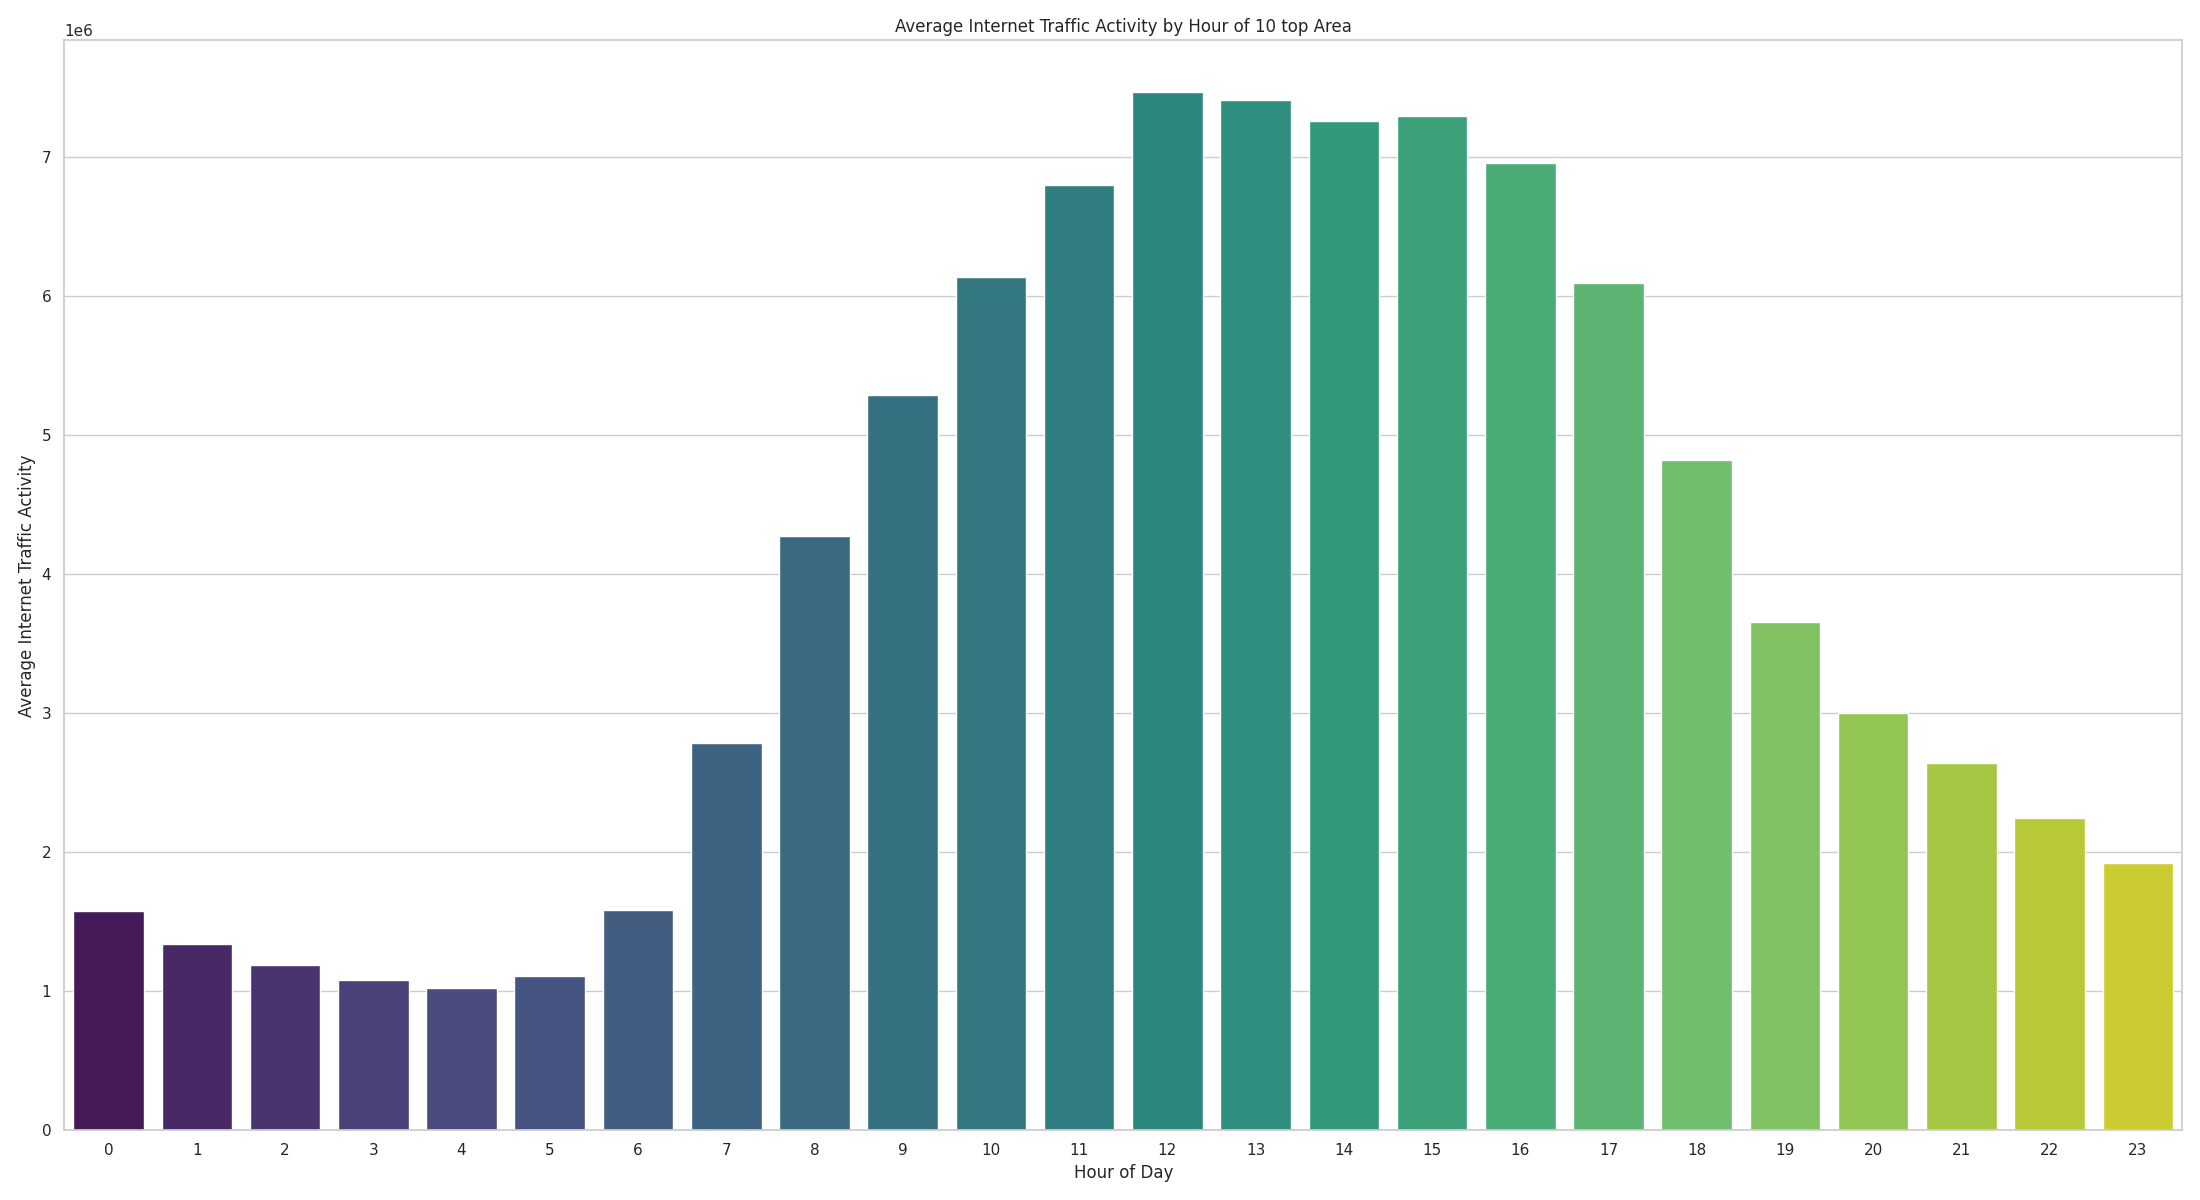 Average Internet Traffic Activity by Hour of 10 top Area
1e6
7
6
5
4
3
2
1
0
Average Internet Traffic Activity
0 1 2 3 4 5 6 7 8 9 10 11 12 13 14 15 16 17 18 19 20 21 22 23
Hour of Day